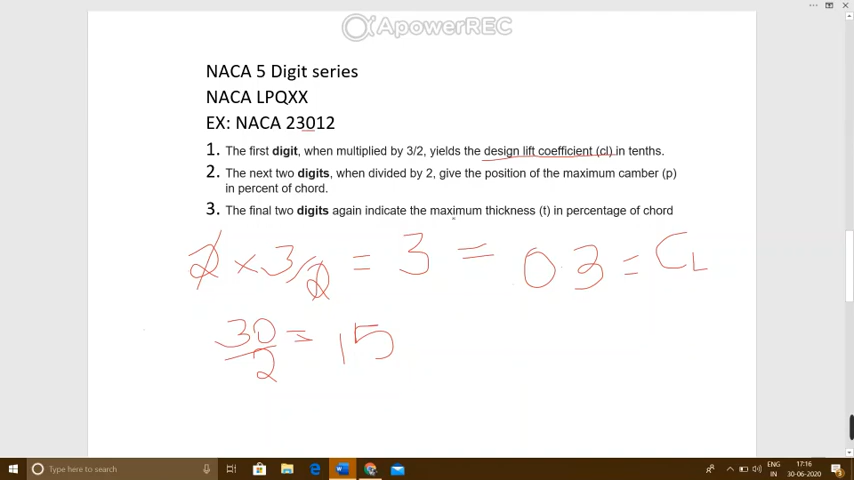 ApowerREC
NACA 5 Digit series
NACA LPQXX
EX: NACA 23012
1. The first digit, when multiplied by 3/2, yields the design lift coefficient (cl) in tenths.
2. The next two digits, when divided by 2, give the position of the maximum camber (p)
in percent of chord.
3. The final two digits again indicate the maximum thickness (t) in percentage of chord
2 × 3/2 = 3 = 0.3 = CL
30/2 = 15
Type here to search
ENG
IN
17:16
30-06-2020
3